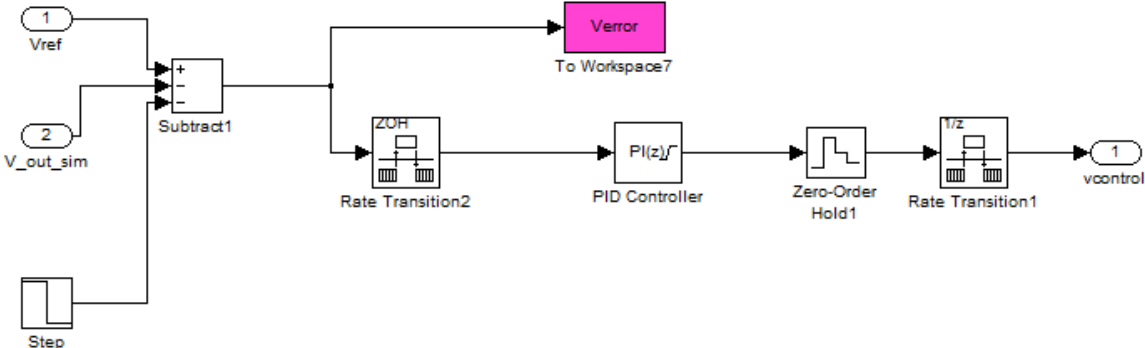 1
Vref
+
−
−
2
V_out_sim
Subtract1
Step
Verror
To Workspace7
ZOH
Rate Transition2
PI(z)
PID Controller
Zero-Order
Hold1
1/z
Rate Transition1
1
vcontrol